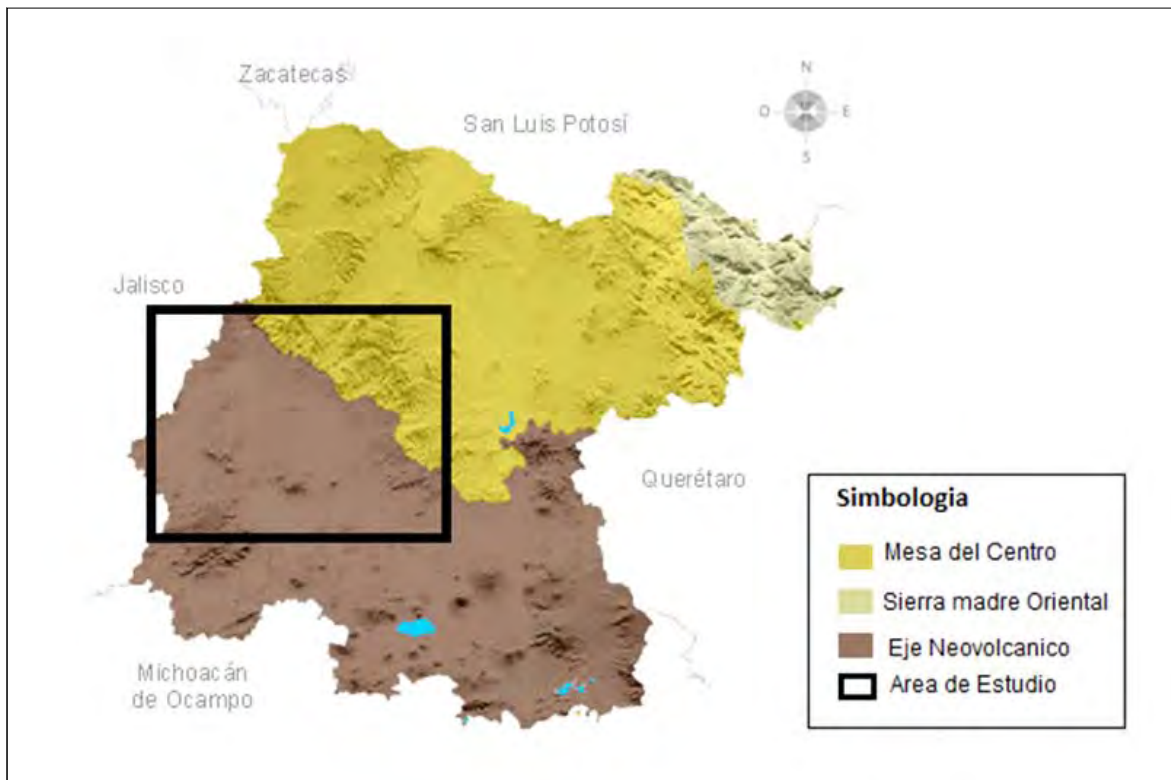 Zacatecas
San Luis Potosí
N
O
E
S
Jalisco
Querétaro
Michoacán
de Ocampo
Simbologia
Mesa del Centro
Sierra madre Oriental
Eje Neovolcanico
Area de Estudio